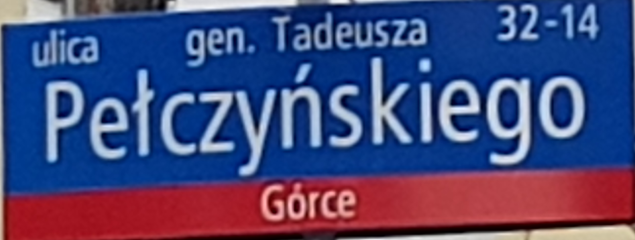 ulica gen. Tadeusza 32-14
Pełczyńskiego
Górce